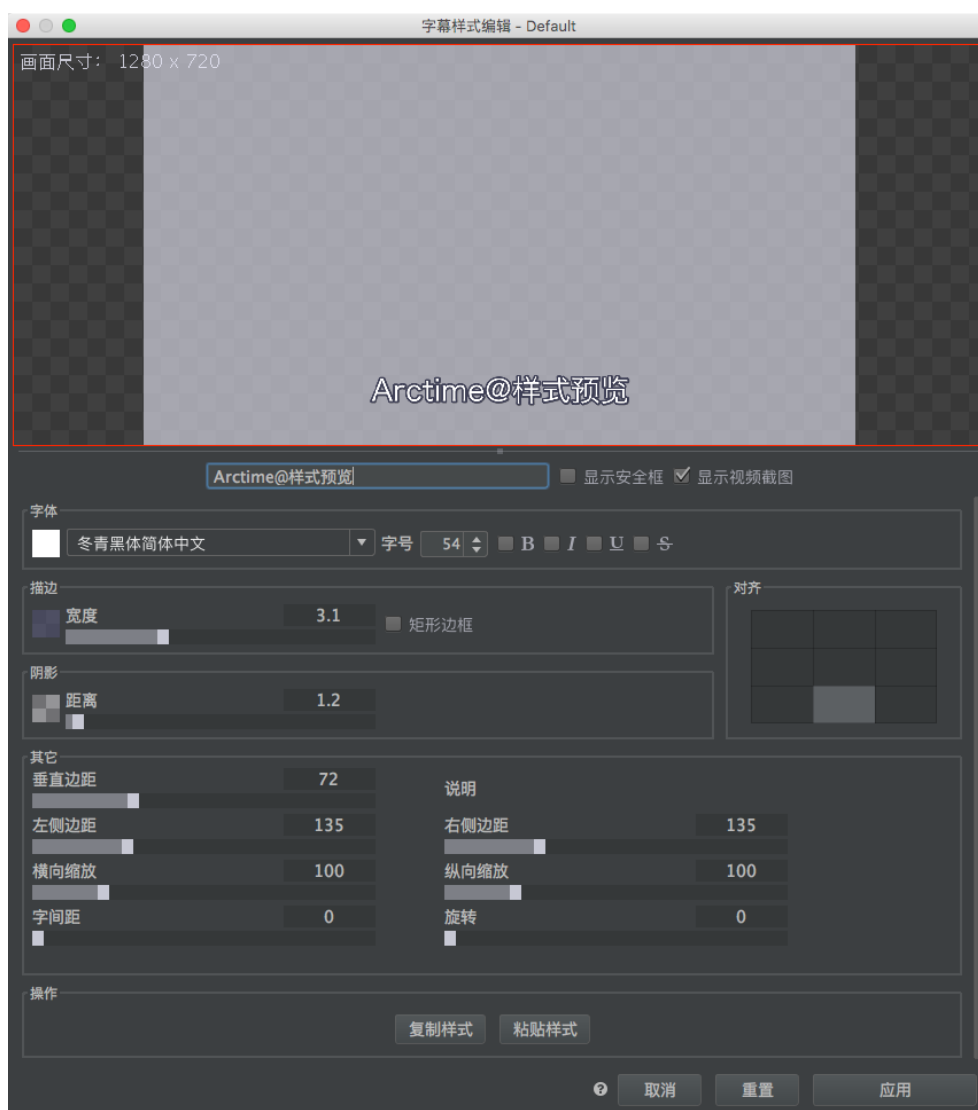 字幕样式编辑 - Default
画面尺寸： 1280 x 720
Arctime@样式预览
Arctime@样式预览 显示安全框 显示视频截图
字体
冬青黑体简体中文 字号 54 B I U S
描边 对齐
宽度 3.1 矩形边框
阴影
距离 1.2
其它
垂直边距 72 说明
左侧边距 135 右侧边距 135
横向缩放 100 纵向缩放 100
字间距 0 旋转 0
操作
复制样式 粘贴样式
? 取消 重置 应用